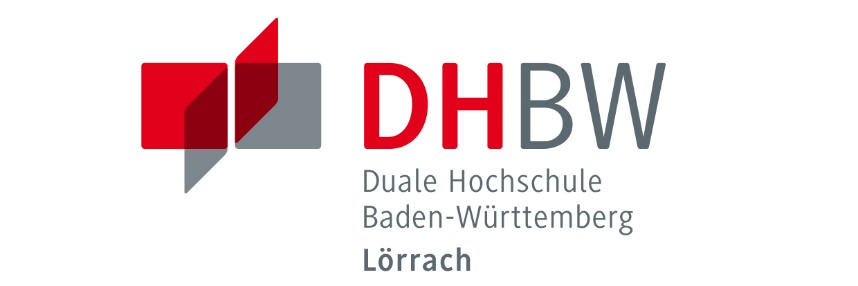 DHBW
Duale Hochschule
Baden-Württemberg
Lörrach